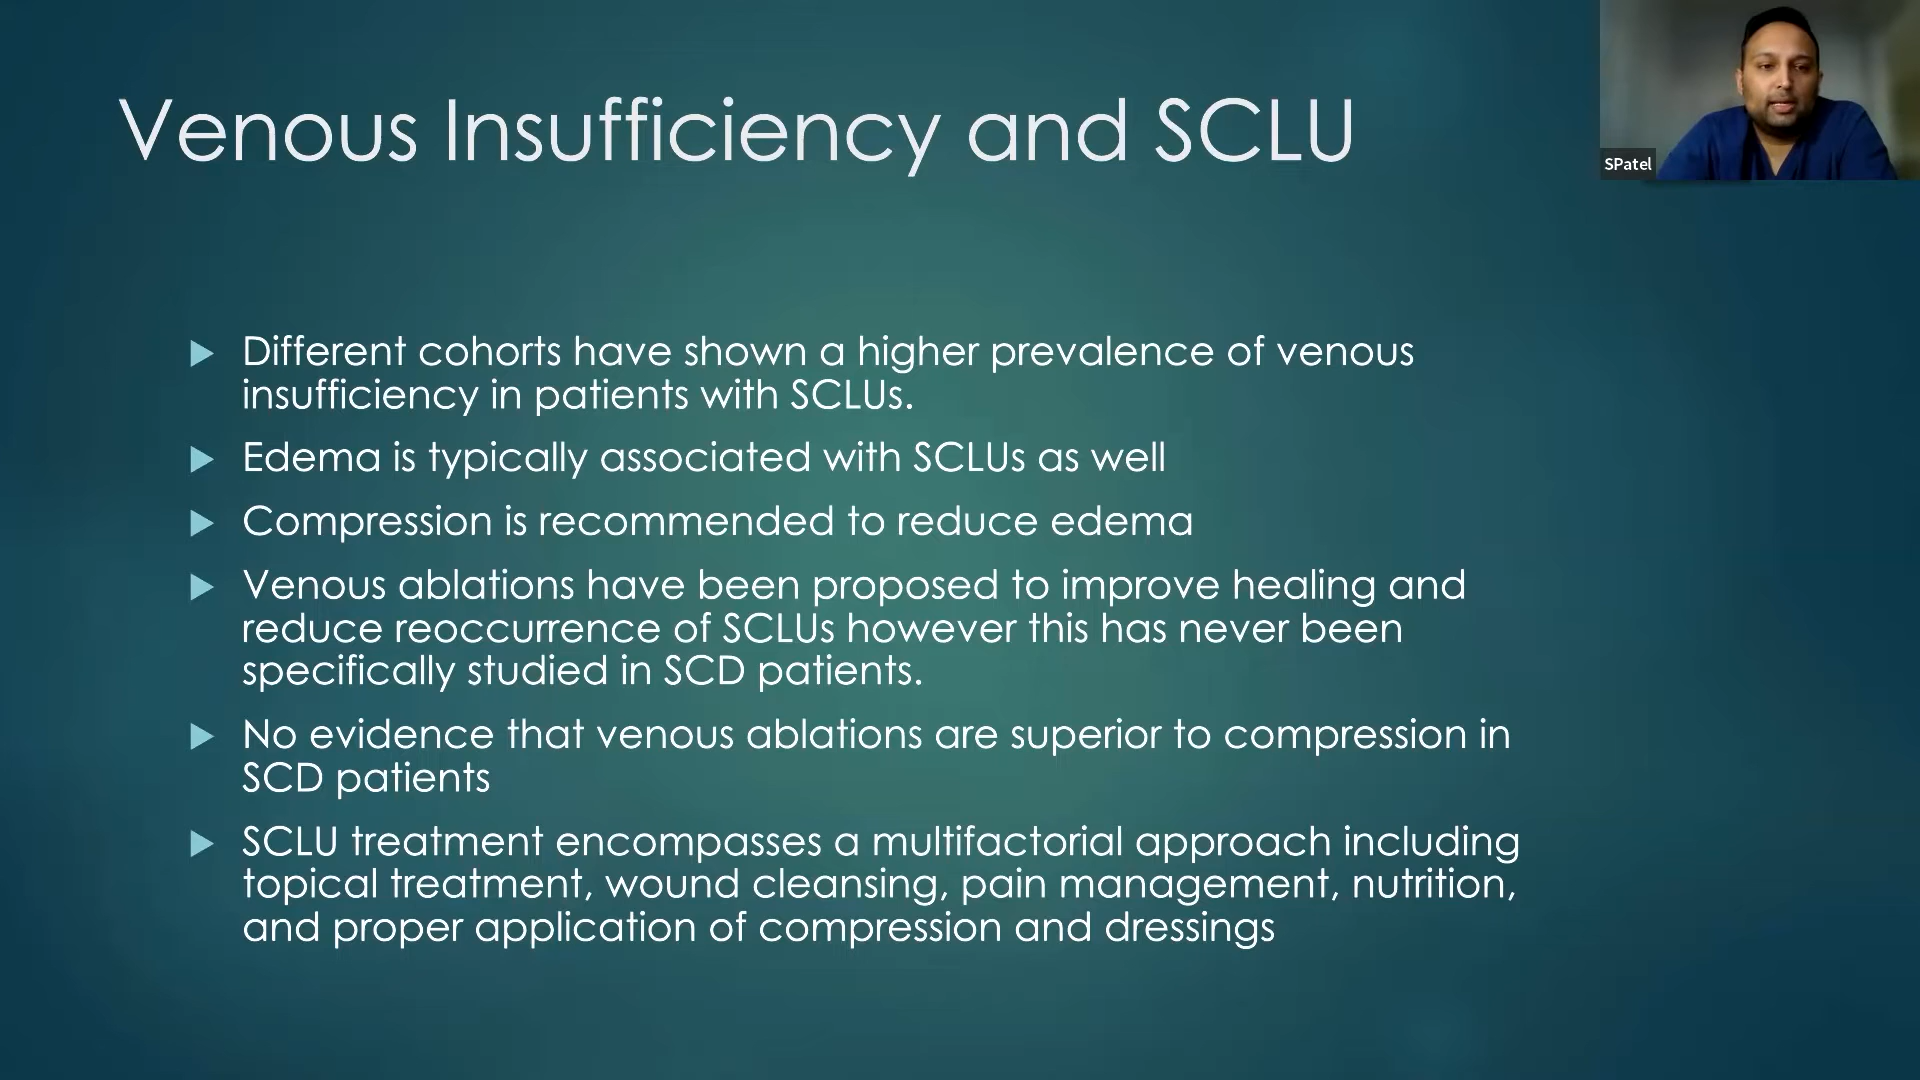 Venous Insufficiency and SCLU
SPatel
Different cohorts have shown a higher prevalence of venous
insufficiency in patients with SCLUs.
Edema is typically associated with SCLUs as well
Compression is recommended to reduce edema
Venous ablations have been proposed to improve healing and
reduce reoccurrence of SCLUs however this has never been
specifically studied in SCD patients.
No evidence that venous ablations are superior to compression in
SCD patients
SCLU treatment encompasses a multifactorial approach including
topical treatment, wound cleansing, pain management, nutrition,
and proper application of compression and dressings